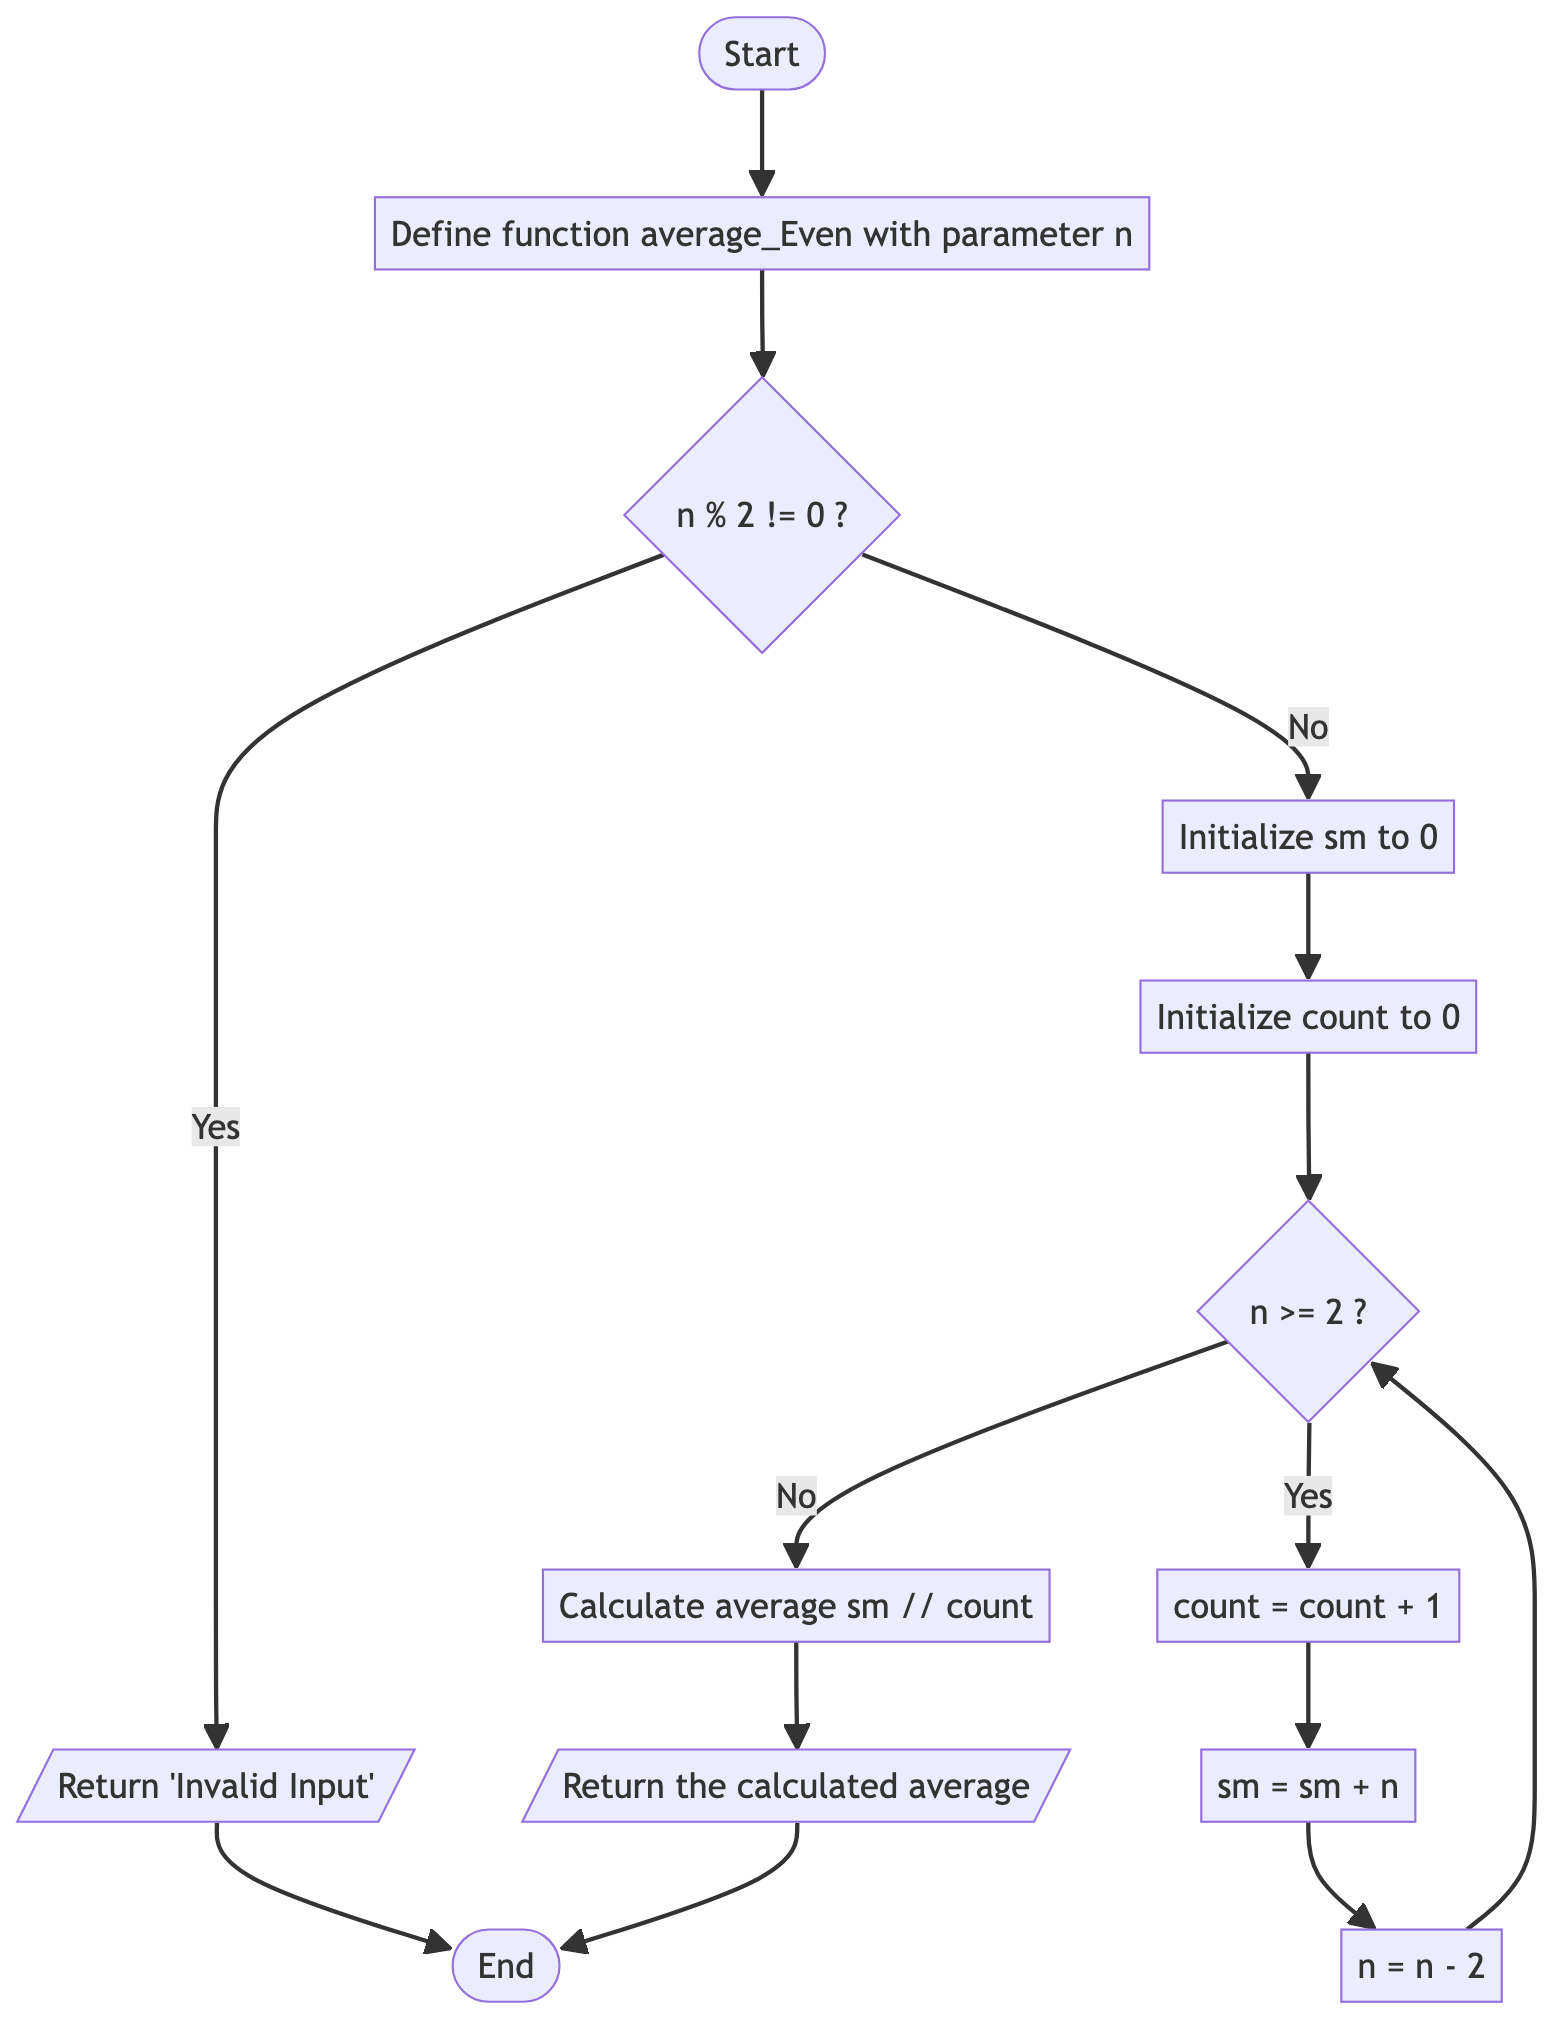 Start
Define function average_Even with parameter n
n % 2 != 0 ?
No
Initialize sm to 0
Initialize count to 0
Yes
n >= 2 ?
No
Yes
Calculate average sm // count
count = count + 1
Return 'Invalid Input'
Return the calculated average
sm = sm + n
End
n = n - 2